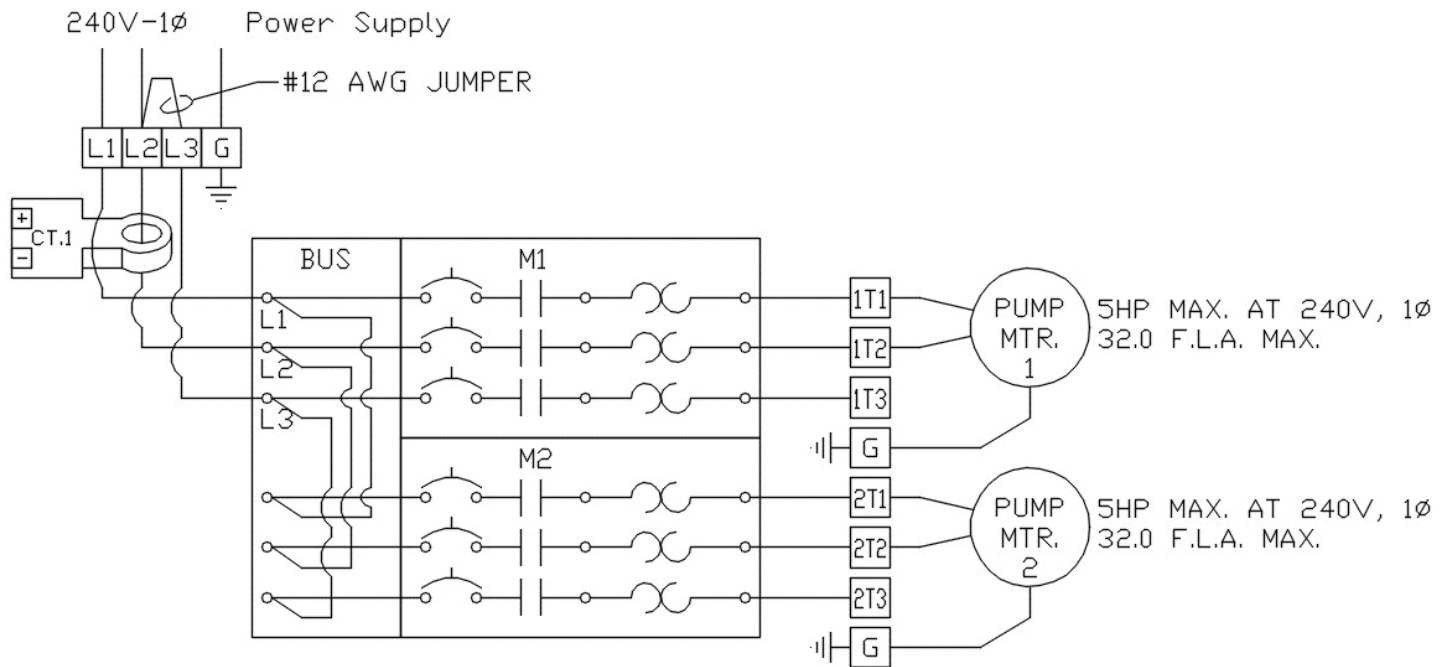 240V-1Ø Power Supply
#12 AWG JUMPER
L1 L2 L3 G
+
CT.1
-
BUS
M1
L1
L2
L3
1T1
1T2
1T3
G
PUMP
MTR.
1
5HP MAX. AT 240V, 1Ø
32.0 F.L.A. MAX.
M2
2T1
2T2
2T3
G
PUMP
MTR.
2
5HP MAX. AT 240V, 1Ø
32.0 F.L.A. MAX.